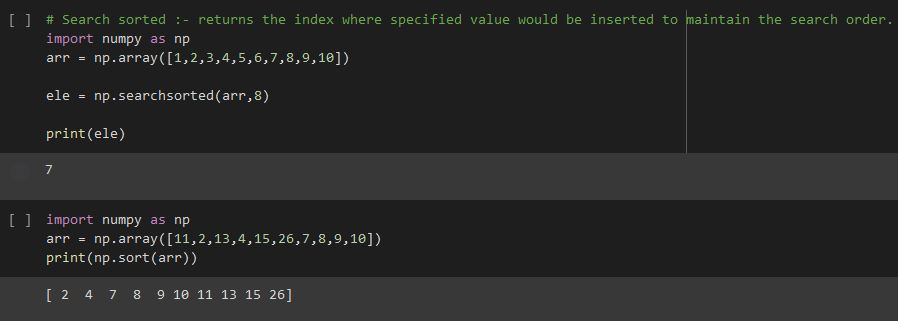 [ ] # Search sorted :- returns the index where specified value would be inserted to maintain the search order.
import numpy as np
arr = np.array([1,2,3,4,5,6,7,8,9,10])
ele = np.searchsorted(arr,8)
print(ele)
7
[ ] import numpy as np
arr = np.array([11,2,13,4,15,26,7,8,9,10])
print(np.sort(arr))
[ 2  4  7  8  9 10 11 13 15 26]